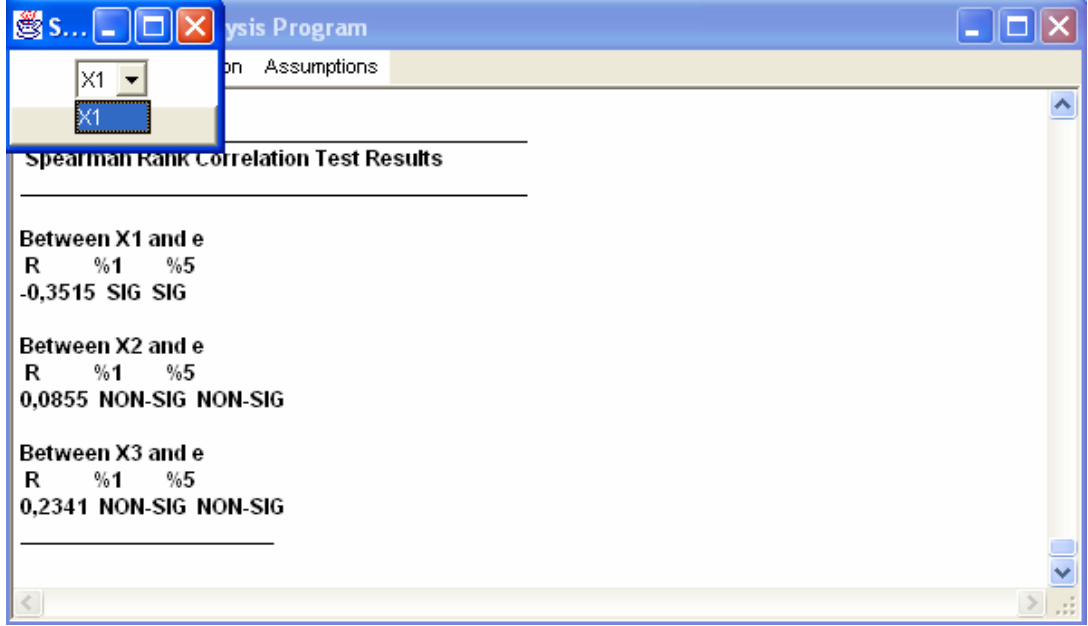 S...
ysis Program
on Assumptions
X1
X1
Spearman Rank Correlation Test Results
Between X1 and e
R %1 %5
-0,3515 SIG SIG
Between X2 and e
R %1 %5
0,0855 NON-SIG NON-SIG
Between X3 and e
R %1 %5
0,2341 NON-SIG NON-SIG